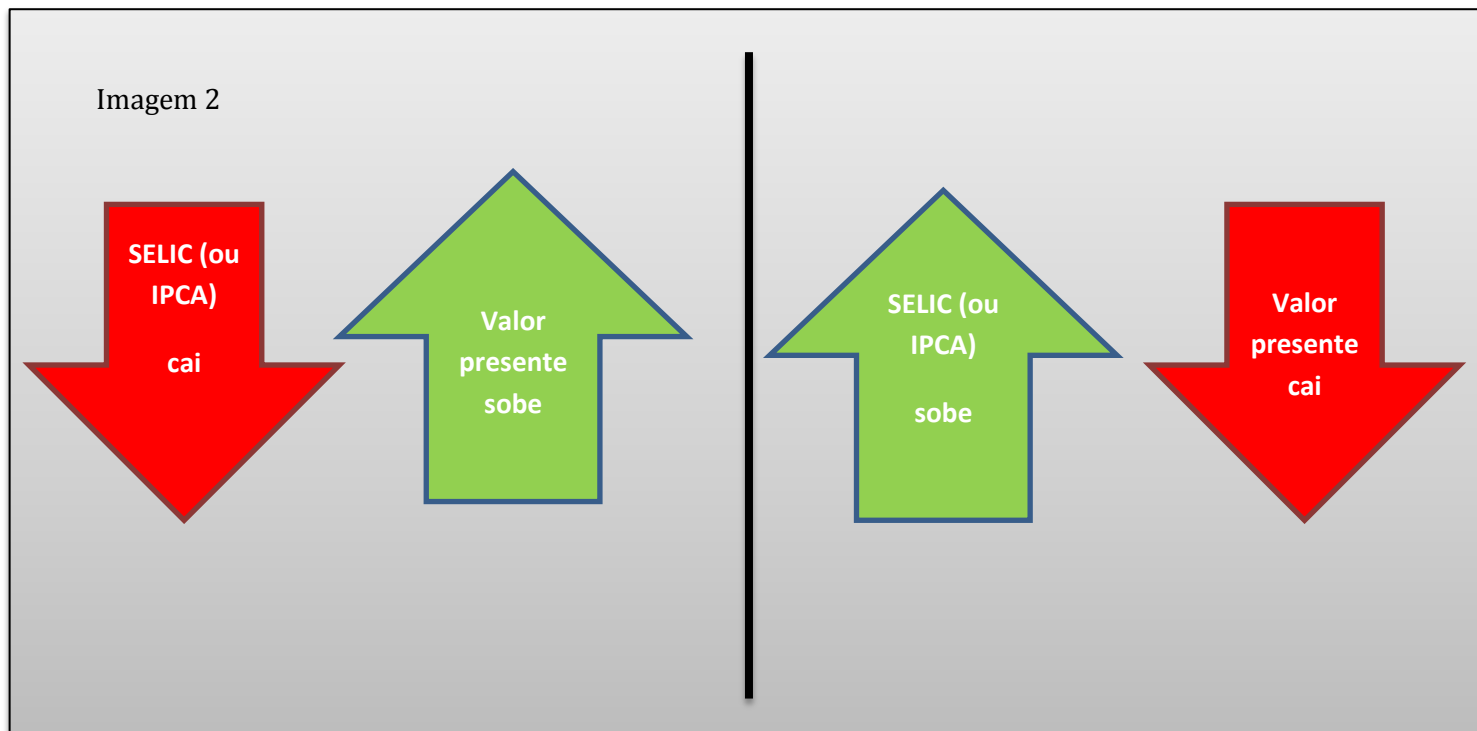 Imagem 2
SELIC (ou
IPCA)
cai
Valor
presente
sobe
SELIC (ou
IPCA)
sobe
Valor
presente
cai